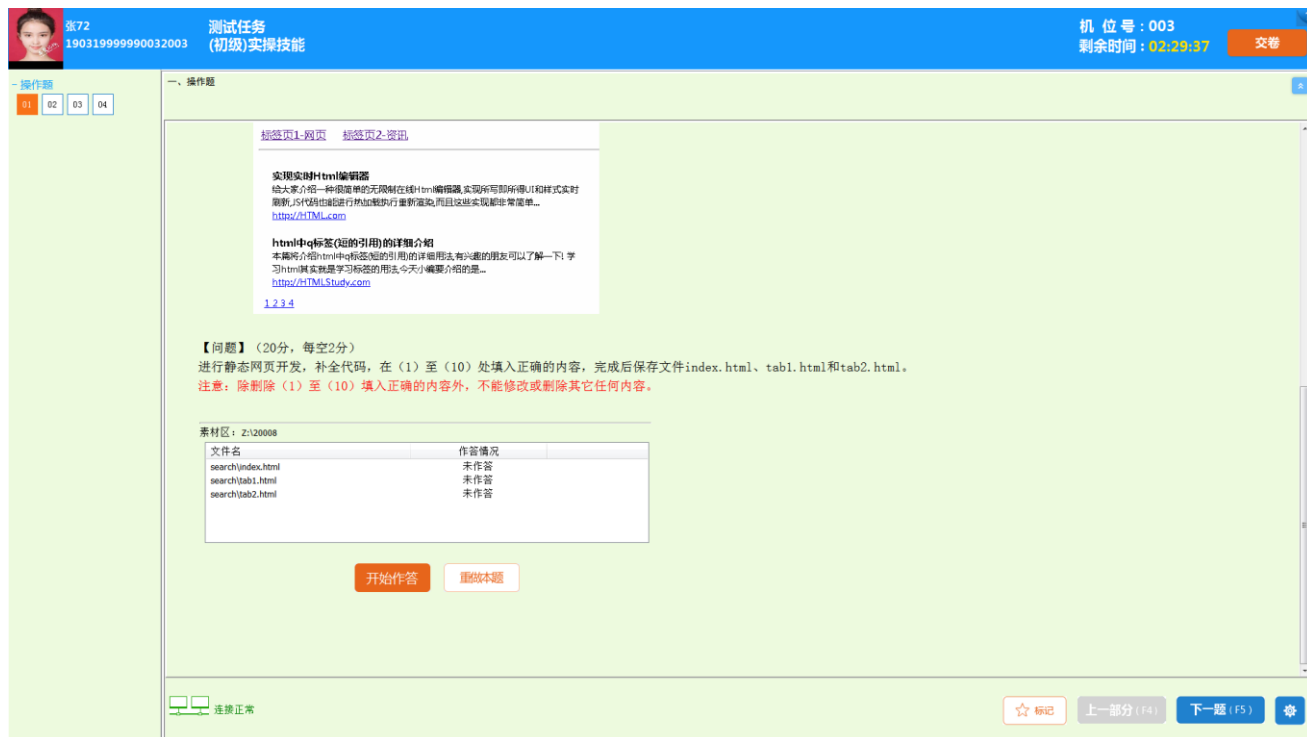 张72
190319999990032003
测试任务
(初级)实操技能
机 位 号：003
剩余时间：02:29:37
交卷
- 操作题
01 02 03 04
一、操作题
标签页1-网页 标签页2-资讯
实现实时Html编辑器
给大家介绍一种很简单的无限制在线Html编辑器,实现所写即所得UI和样式实时
刷新,JS代码也能进行热加载执行重新渲染,而且这些实现都非常简单...
http://HTML.com
html中q标签(短的引用)的详细介绍
本篇将介绍html中q标签(短的引用)的详细用法,有兴趣的朋友可以了解一下! 学
习html其实就是学习标签的用法,今天小编要介绍的是...
http://HTMLStudy.com
1 2 3 4
【问题】（20分，每空2分）
进行静态网页开发，补全代码，在（1）至（10）处填入正确的内容，完成后保存文件index.html、tab1.html和tab2.html。
注意：除删除（1）至（10）填入正确的内容外，不能修改或删除其它任何内容。
素材区：Z:\20008
文件名 作答情况
search\index.html 未作答
search\tab1.html 未作答
search\tab2.html 未作答
开始作答 重做本题
连接正常
标记 上一部分(F4) 下一题(F5)